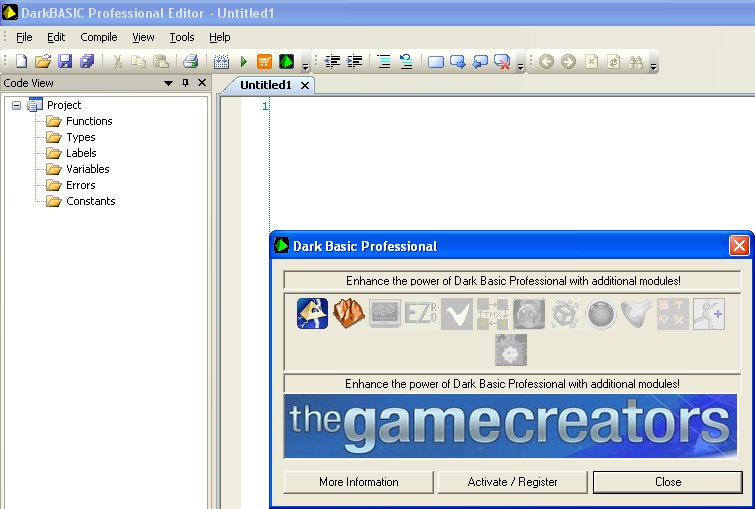 DarkBASIC Professional Editor - Untitled1
File Edit Compile View Tools Help
Code View
Untitled1
1
Project
Functions
Types
Labels
Variables
Errors
Constants
Dark Basic Professional
Enhance the power of Dark Basic Professional with additional modules!
EZ
TMX
Enhance the power of Dark Basic Professional with additional modules!
thegamecreators
More Information Activate / Register Close